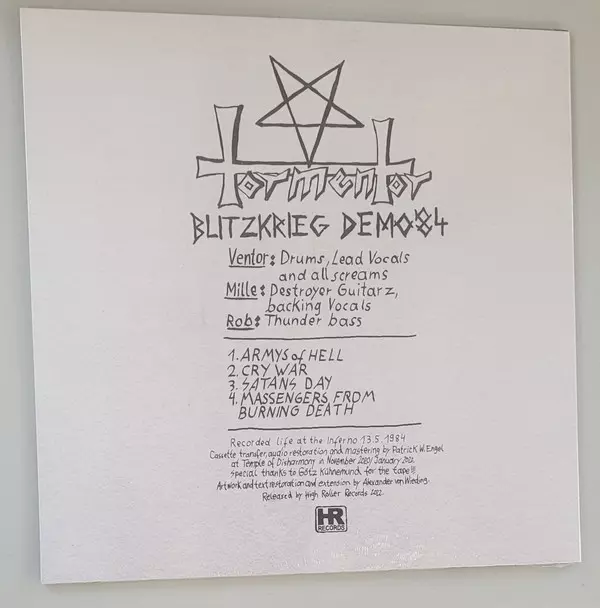 Tormentor
BLITZKRIEG DEMO84
Ventor: Drums, Lead Vocals
and all screams
Mille: Destroyer Guitarz,
backing Vocals
Rob: Thunder bass
1. ARMYS of HELL
2. CRY WAR
3. SATANS DAY
4. MASSENGERS FROM
BURNING DEATH
Recorded life at the Inferno 13.5.1984
Cassette transfer, audio restoration and mastering by Patrick W. Engel
at Temple of Disharmony in November 2020/January 2022.
Special thanks to Götz Kühnemund for the tape!!!
Artwork and text restoration and extension by Alexander von Wieding.
Released by High Roller Records 2022.
HR
RECORDS